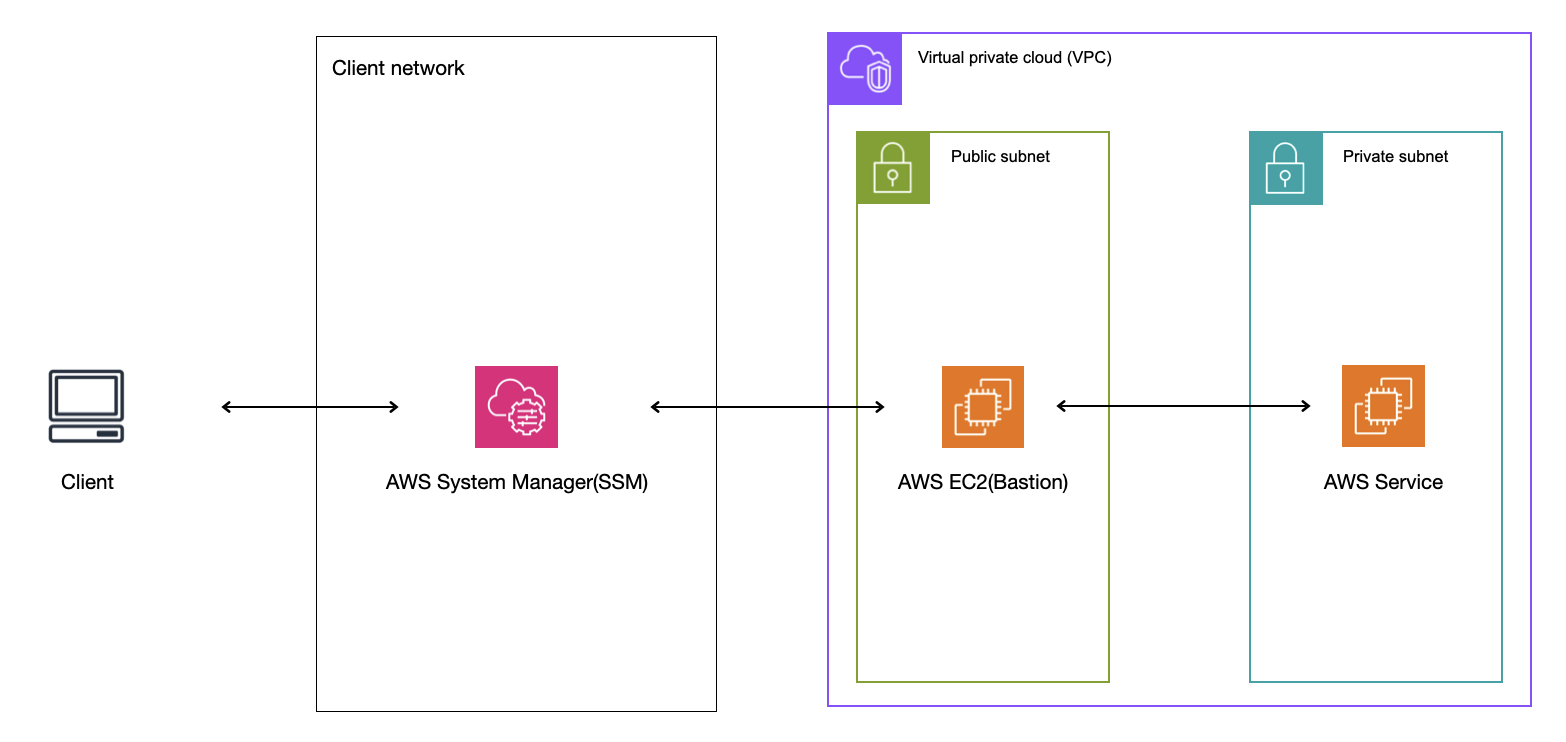 Client network
Virtual private cloud (VPC)
Public subnet
Private subnet
Client
AWS System Manager(SSM)
AWS EC2(Bastion)
AWS Service